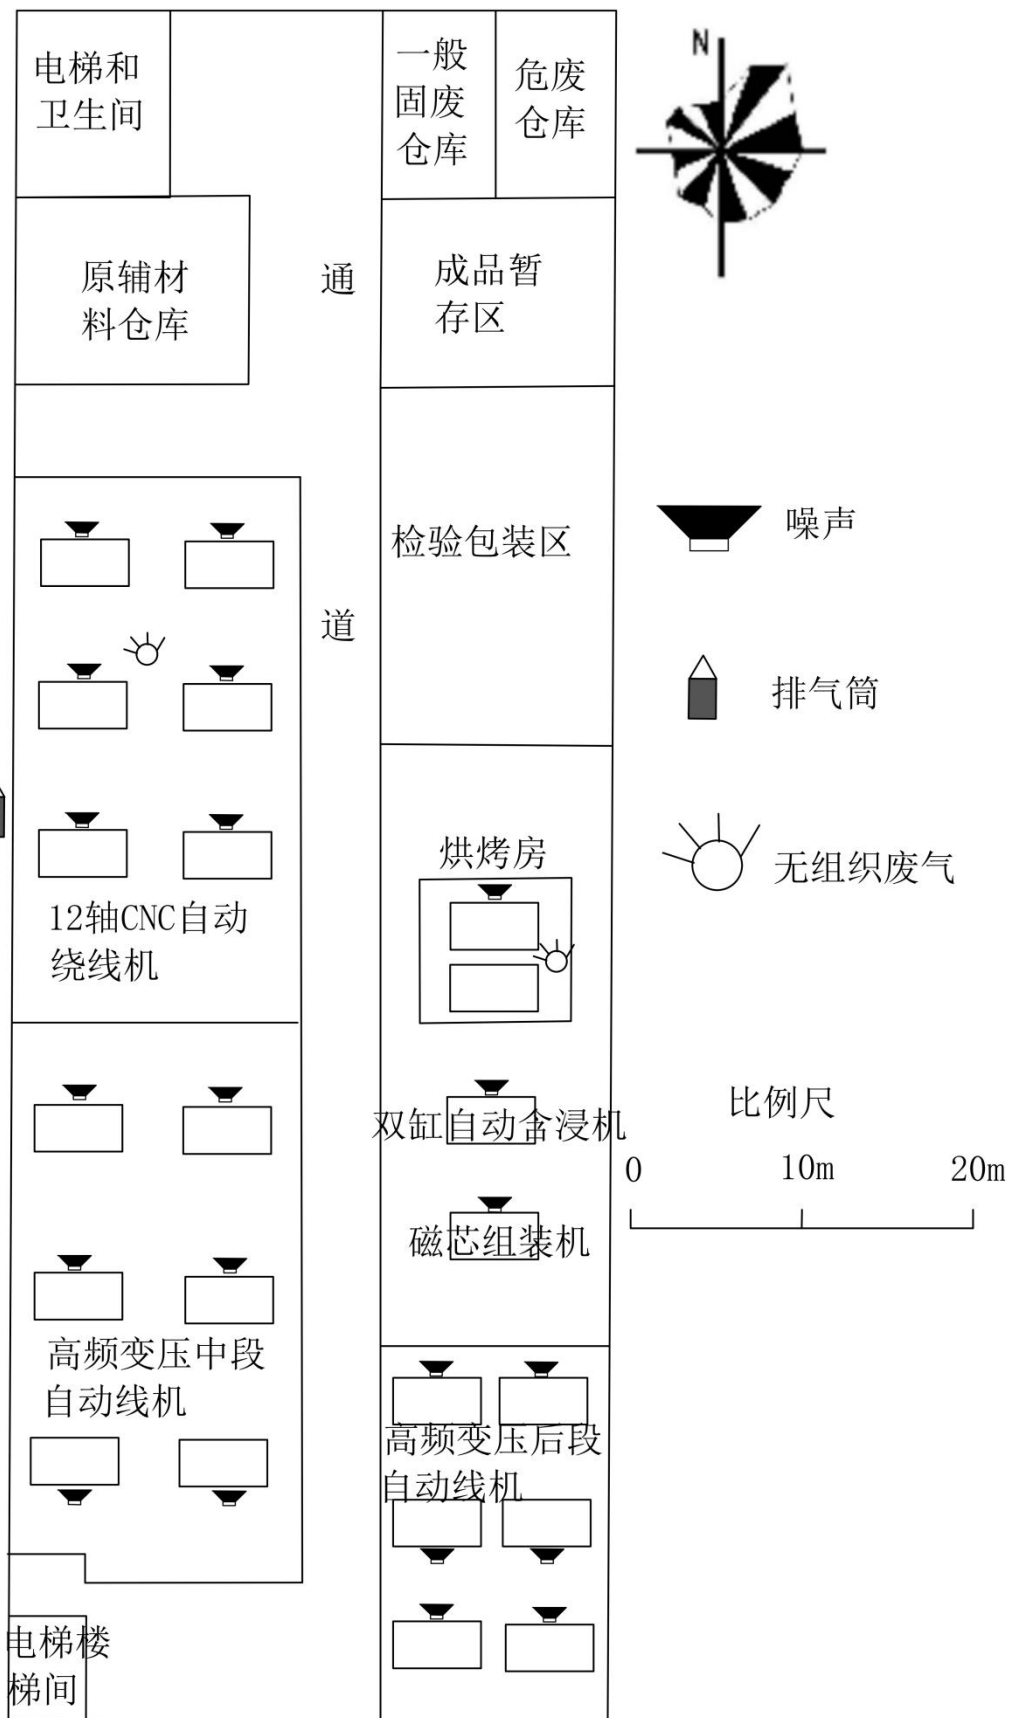 电梯和
卫生间
一般
固废
仓库
危废
仓库
N
原辅材
料仓库
通
成品暂
存区
检验包装区
噪声
道
排气筒
烘烤房
无组织废气
12轴CNC自动
绕线机
双缸自动含浸机
比例尺
0
10m
20m
磁芯组装机
高频变压中段
自动线机
高频变压后段
自动线机
电梯楼
梯间